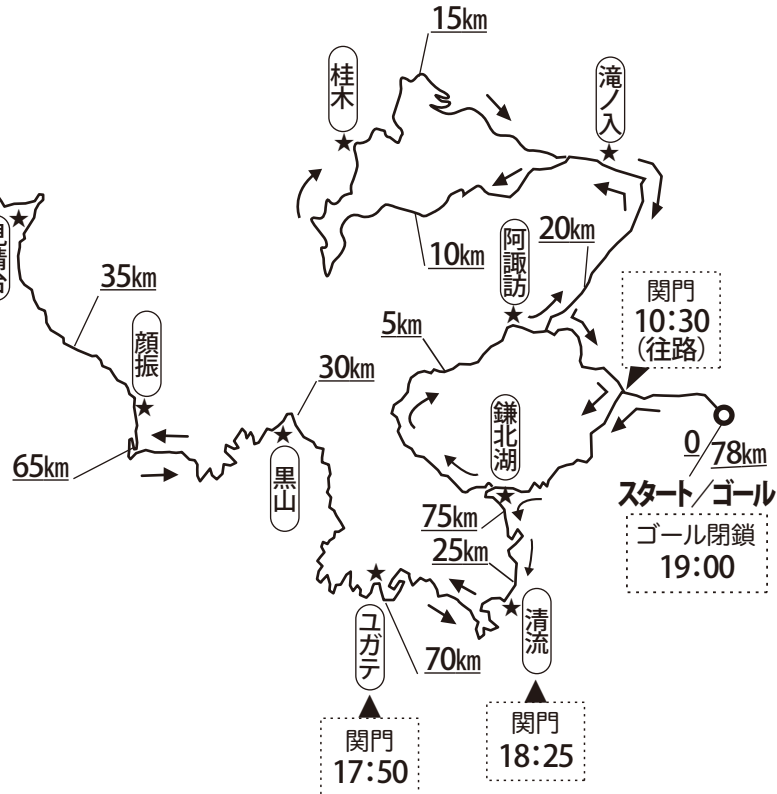 15km
桂木
滝ノ入
10km
阿諏訪
20km
関門
10:30
(往路)
35km
顔振
5km
30km
鎌北湖
65km
黒山
75km
25km
0
78km
スタート/ゴール
ゴール閉鎖
19:00
ユガテ
70km
清流
関門
17:50
関門
18:25